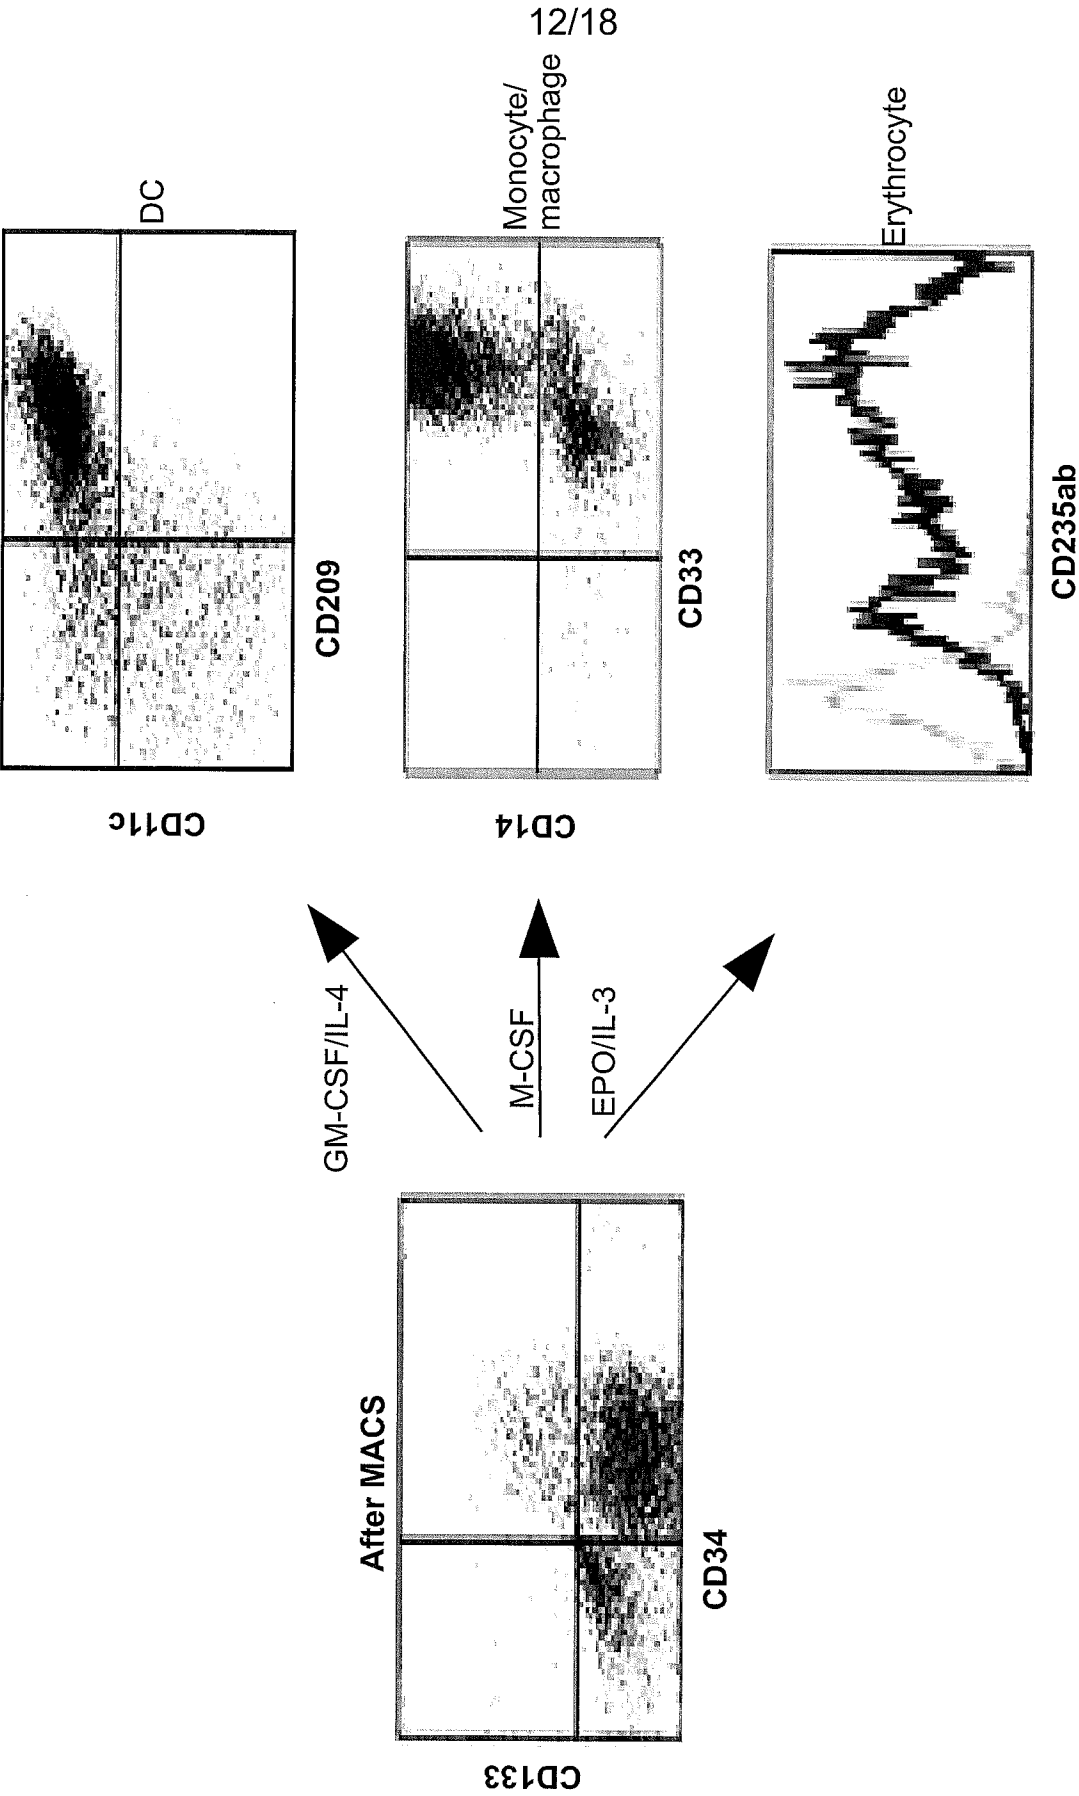 12/18
After MACS
CD133
CD34
GM-CSF/IL-4
M-CSF
EPO/IL-3
CD11c
CD209
DC
CD14
CD33
Monocyte/
macrophage
CD235ab
Erythrocyte